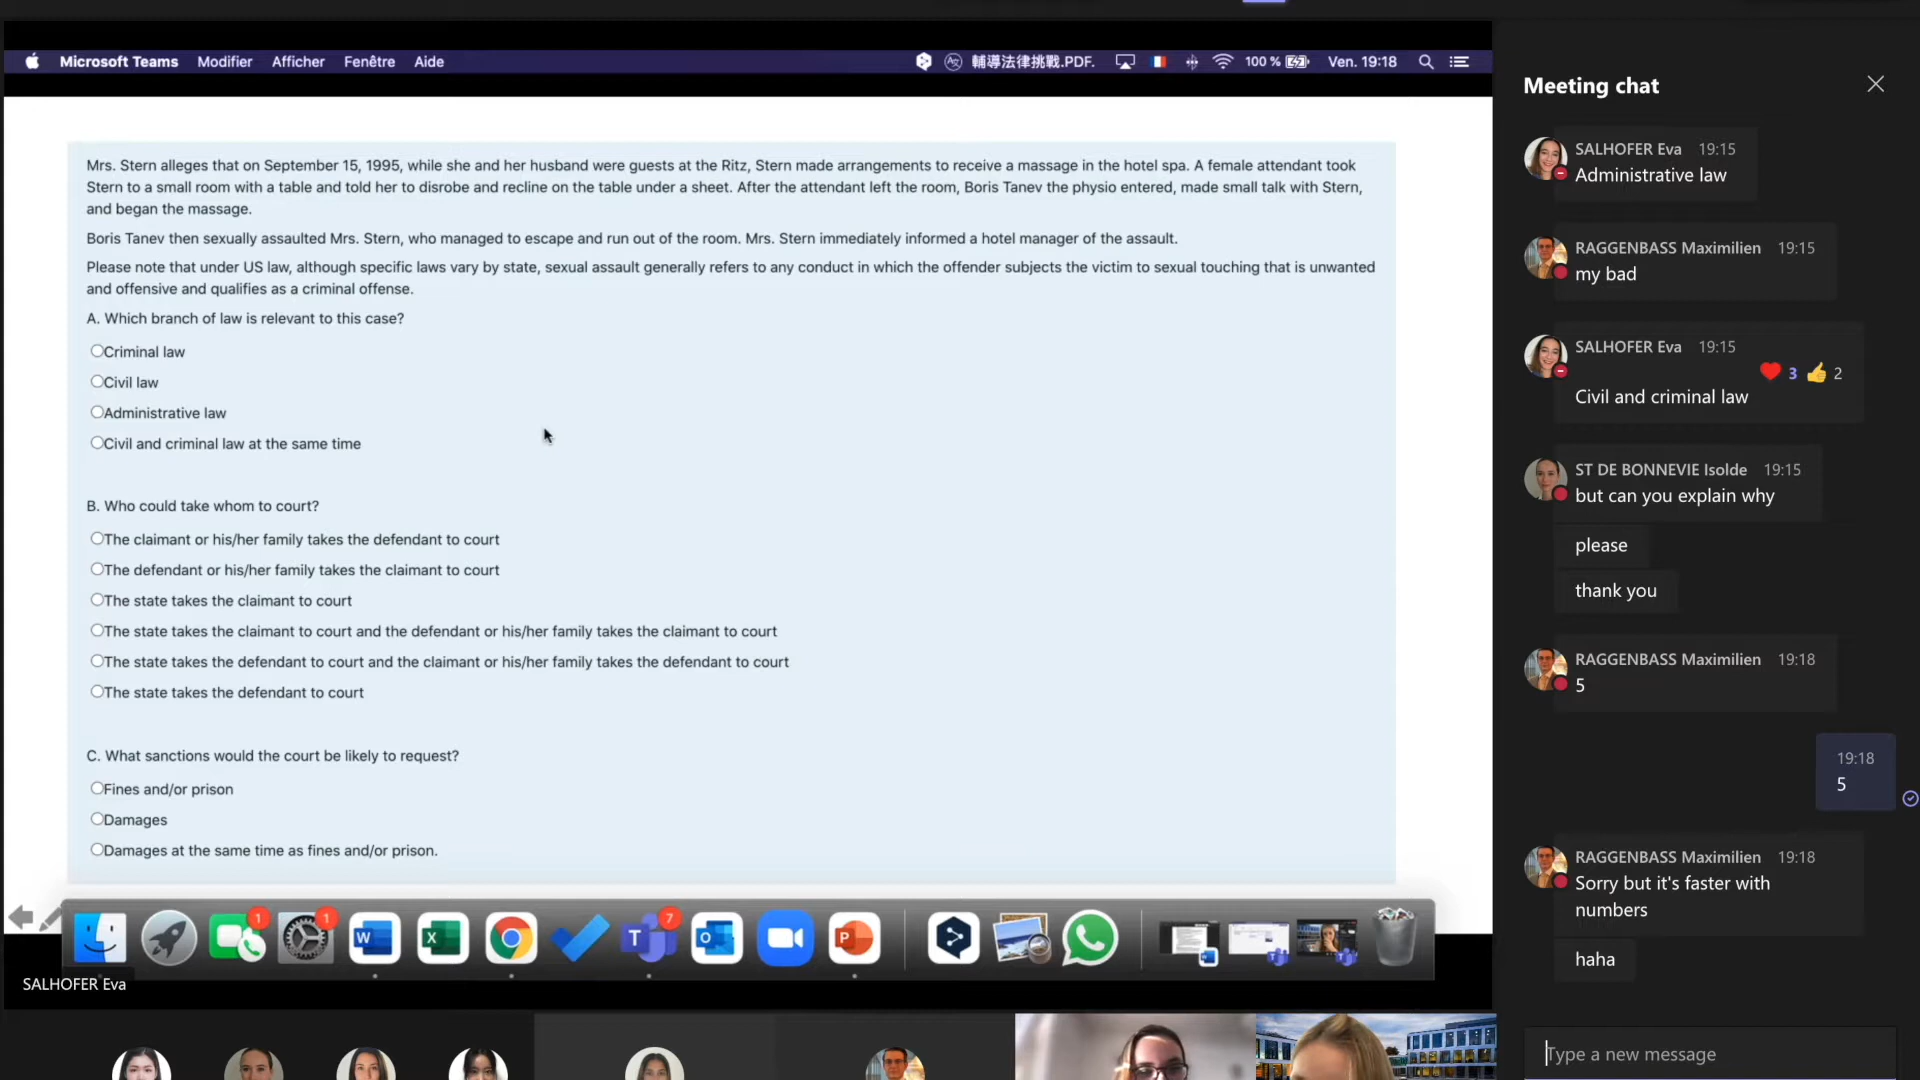 Microsoft Teams Modifier Afficher Fenêtre Aide 輔導法律挑戰.PDF. 100 % Ven. 19:18
Mrs. Stern alleges that on September 15, 1995, while she and her husband were guests at the Ritz, Stern made arrangements to receive a massage in the hotel spa. A female attendant took
Stern to a small room with a table and told her to disrobe and recline on the table under a sheet. After the attendant left the room, Boris Tanev the physio entered, made small talk with Stern,
and began the massage.
Boris Tanev then sexually assaulted Mrs. Stern, who managed to escape and run out of the room. Mrs. Stern immediately informed a hotel manager of the assault.
Please note that under US law, although specific laws vary by state, sexual assault generally refers to any conduct in which the offender subjects the victim to sexual touching that is unwanted
and offensive and qualifies as a criminal offense.
A. Which branch of law is relevant to this case?
Criminal law
Civil law
Administrative law
Civil and criminal law at the same time
B. Who could take whom to court?
The claimant or his/her family takes the defendant to court
The defendant or his/her family takes the claimant to court
The state takes the claimant to court
The state takes the claimant to court and the defendant or his/her family takes the claimant to court
The state takes the defendant to court and the claimant or his/her family takes the defendant to court
The state takes the defendant to court
C. What sanctions would the court be likely to request?
Fines and/or prison
Damages
Damages at the same time as fines and/or prison.
1
1
W
X
7
T
O
P
SALHOFER Eva
Meeting chat
SALHOFER Eva 19:15
Administrative law
RAGGENBASS Maximilien 19:15
my bad
SALHOFER Eva 19:15
3 2
Civil and criminal law
ST DE BONNEVIE Isolde 19:15
but can you explain why
please
thank you
RAGGENBASS Maximilien 19:18
5
19:18
5
RAGGENBASS Maximilien 19:18
Sorry but it's faster with
numbers
haha
Type a new message